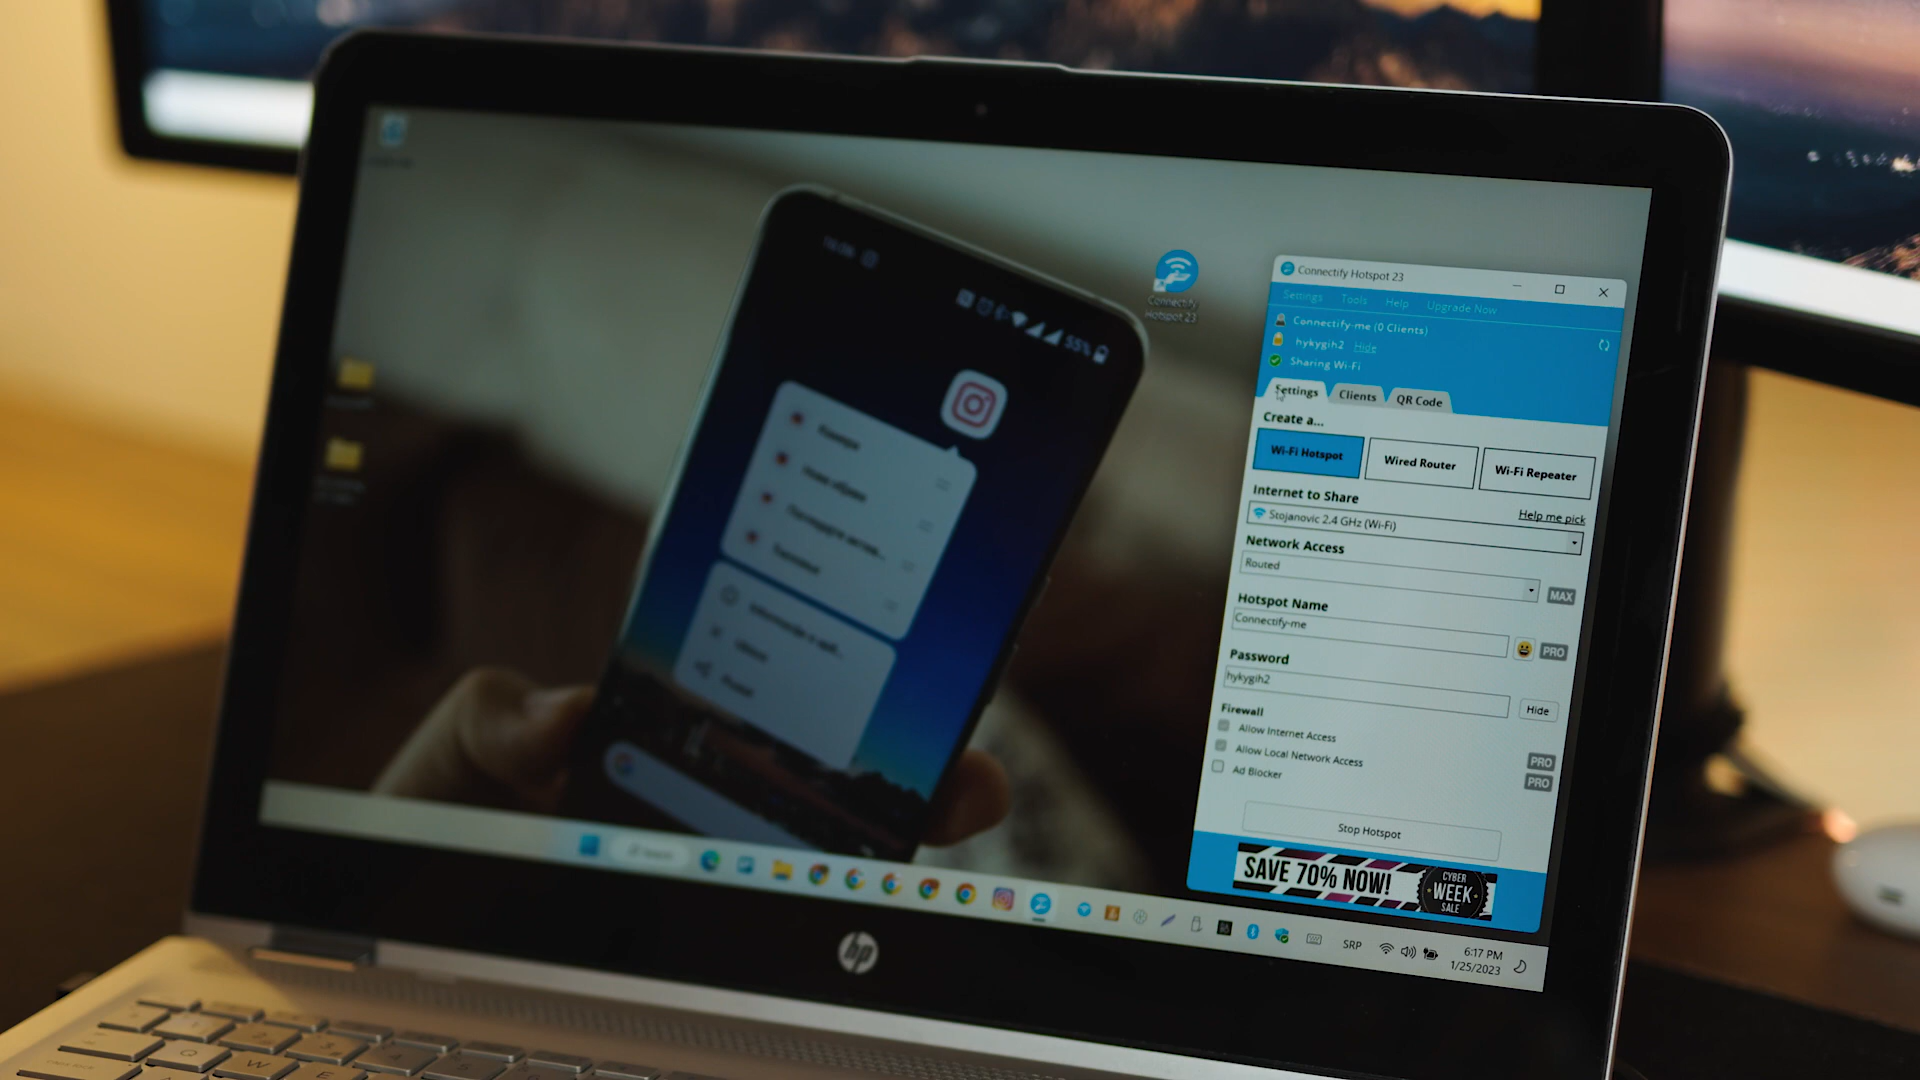 55%
Connectify
Hotspot 23
Connectify Hotspot 23
Settings Tools Help Upgrade Now
Connectify-me (0 Clients)
hykygih2 Hide
Sharing Wi-Fi
Settings Clients QR Code
Create a...
Wi-Fi Hotspot Wired Router Wi-Fi Repeater
Internet to Share Help me pick
Stojanovic 2.4 GHz (Wi-Fi)
Network Access
Routed MAX
Hotspot Name
Connectify-me PRO
Password
hykygih2 Hide
Firewall
Allow Internet Access
Allow Local Network Access PRO
Ad Blocker PRO
Stop Hotspot
SAVE 70% NOW!
CYBER
WEEK
SALE
SRP
6:17 PM
1/25/2023
hp
Q W E